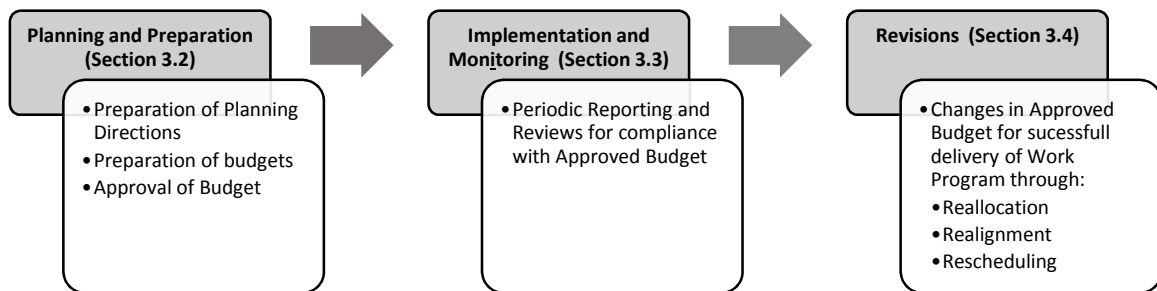 Planning and Preparation
(Section 3.2)
•Preparation of Planning
Directions
•Preparation of budgets
•Approval of Budget
Implementation and
Monitoring (Section 3.3)
•Periodic Reporting and
Reviews for compliance
with Approved Budget
Revisions (Section 3.4)
•Changes in Approved
Budget for sucessfull
delivery of Work
Program through:
•Reallocation
•Realignment
•Rescheduling